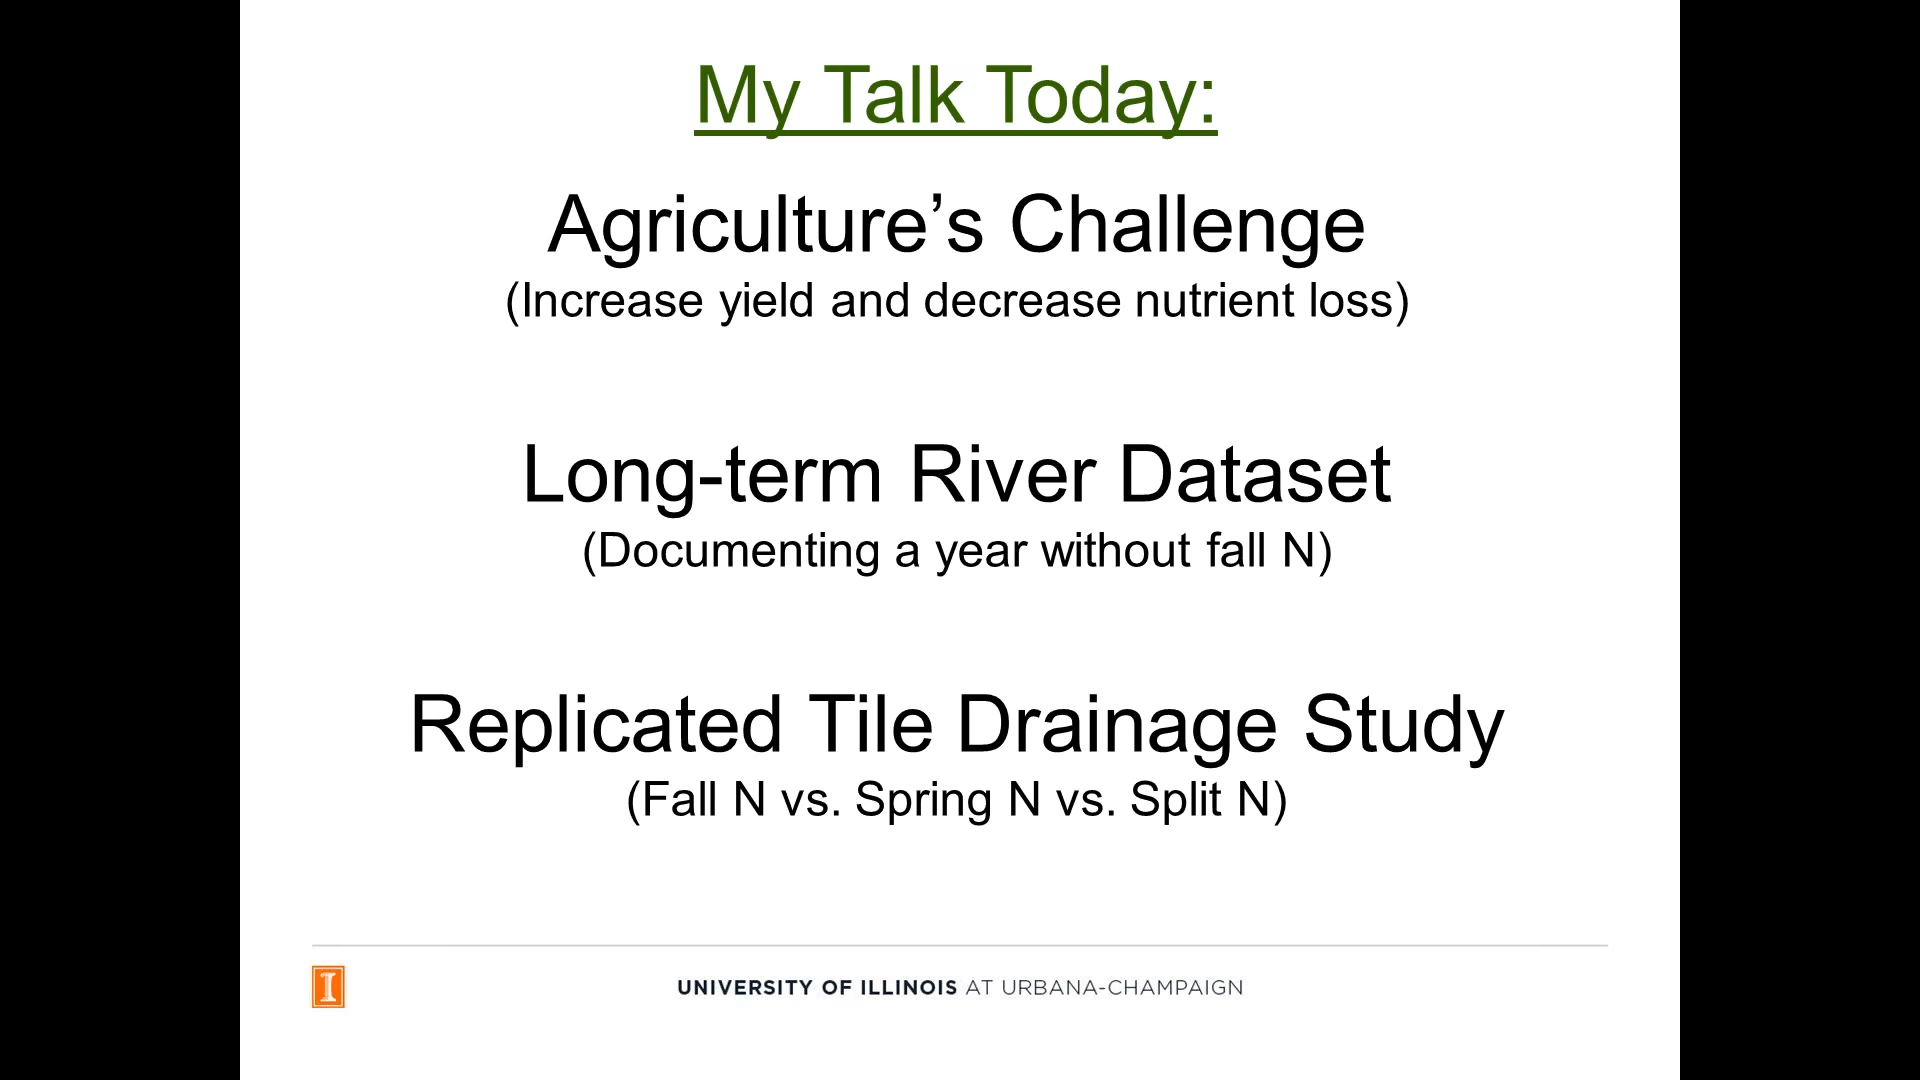 My Talk Today:
Agriculture’s Challenge
(Increase yield and decrease nutrient loss)
Long-term River Dataset
(Documenting a year without fall N)
Replicated Tile Drainage Study
(Fall N vs. Spring N vs. Split N)
I
UNIVERSITY OF ILLINOIS AT URBANA-CHAMPAIGN